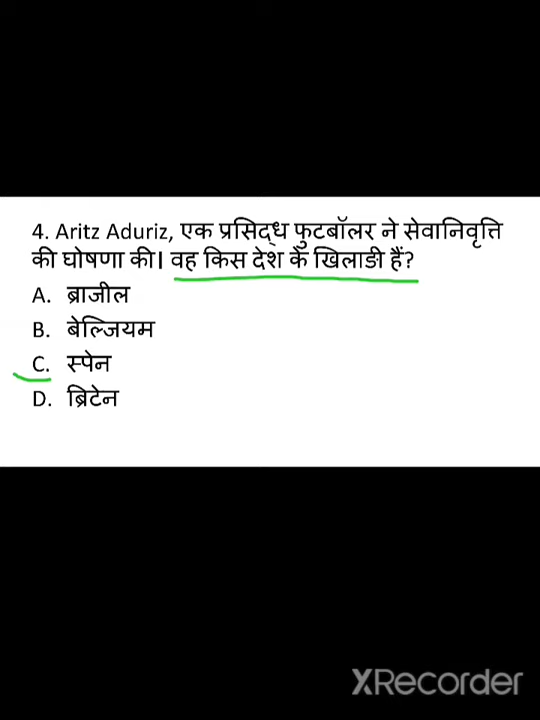 4. Aritz Aduriz, एक प्रसिद्ध फुटबॉलर ने सेवानिवृत्ति
की घोषणा की। वह किस देश के खिलाडी हैं?
A. ब्राजील
B. बेल्जियम
C. स्पेन
D. ब्रिटेन
XRecorder